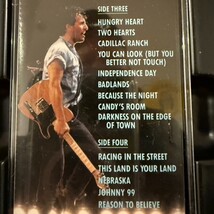 SIDE THREE
HUNGRY HEART
TWO HEARTS
CADILLAC RANCH
YOU CAN LOOK (BUT YOU
BETTER NOT TOUCH)
INDEPENDENCE DAY
BADLANDS
BECAUSE THE NIGHT
CANDY'S ROOM
DARKNESS ON THE EDGE
OF TOWN
SIDE FOUR
RACING IN THE STREET
THIS LAND IS YOUR LAND
NEBRASKA
JOHNNY 99
REASON TO BELIEVE